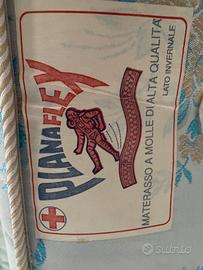 PLANAFLEX
MATERASSO A MOLLE DI ALTA QUALITÀ
LATO INVERNALE
subito